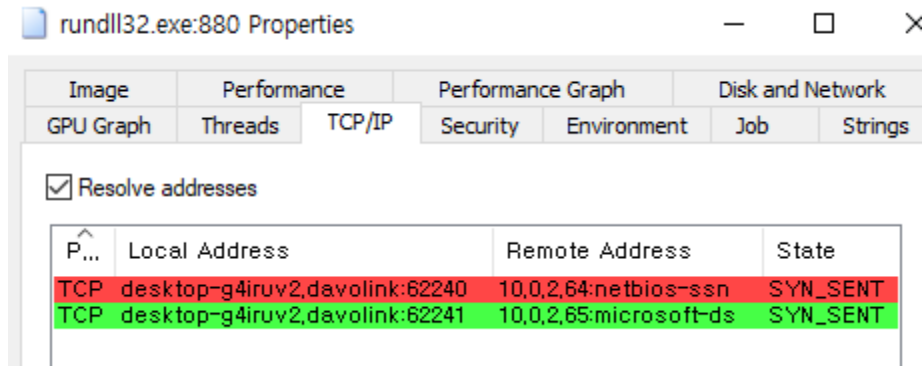 rundll32.exe:880 Properties
Image Performance Performance Graph Disk and Network
GPU Graph Threads TCP/IP Security Environment Job Strings
Resolve addresses
P... Local Address Remote Address State
TCP desktop-g4iruv2,davolink:62240 10,0,2,64:netbios-ssn SYN_SENT
TCP desktop-g4iruv2,davolink:62241 10,0,2,65:microsoft-ds SYN_SENT